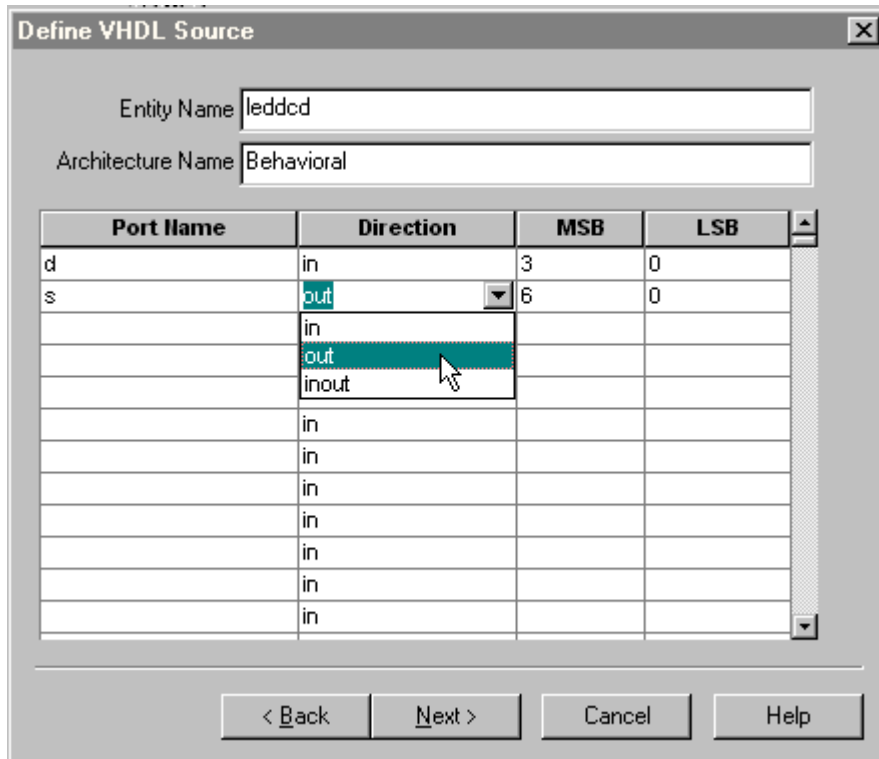 Define VHDL Source
Entity Name leddcd
Architecture Name Behavioral
Port Name Direction MSB LSB
d in 3 0
s out 6 0
in
out
inout
in
in
in
in
in
in
in
< Back Next > Cancel Help